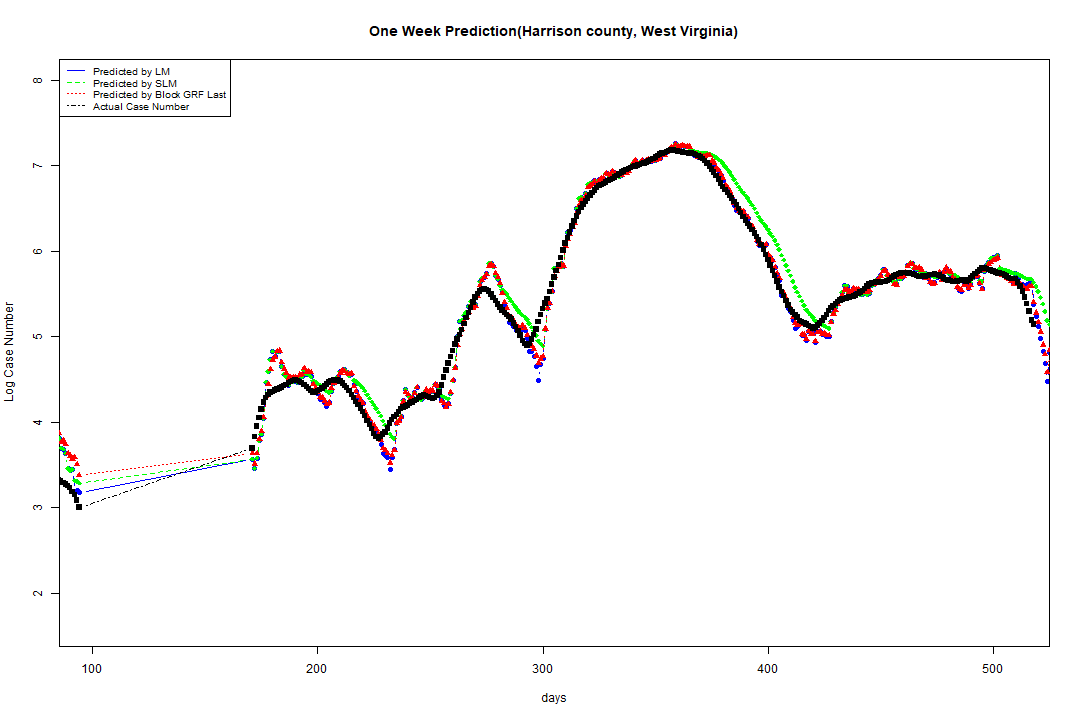 One Week Prediction(Harrison county, West Virginia)
Predicted by LM
Predicted by SLM
Predicted by Block GRF Last
Actual Case Number
8
7
6
5
4
3
2
Log Case Number
100 200 300 400 500
days